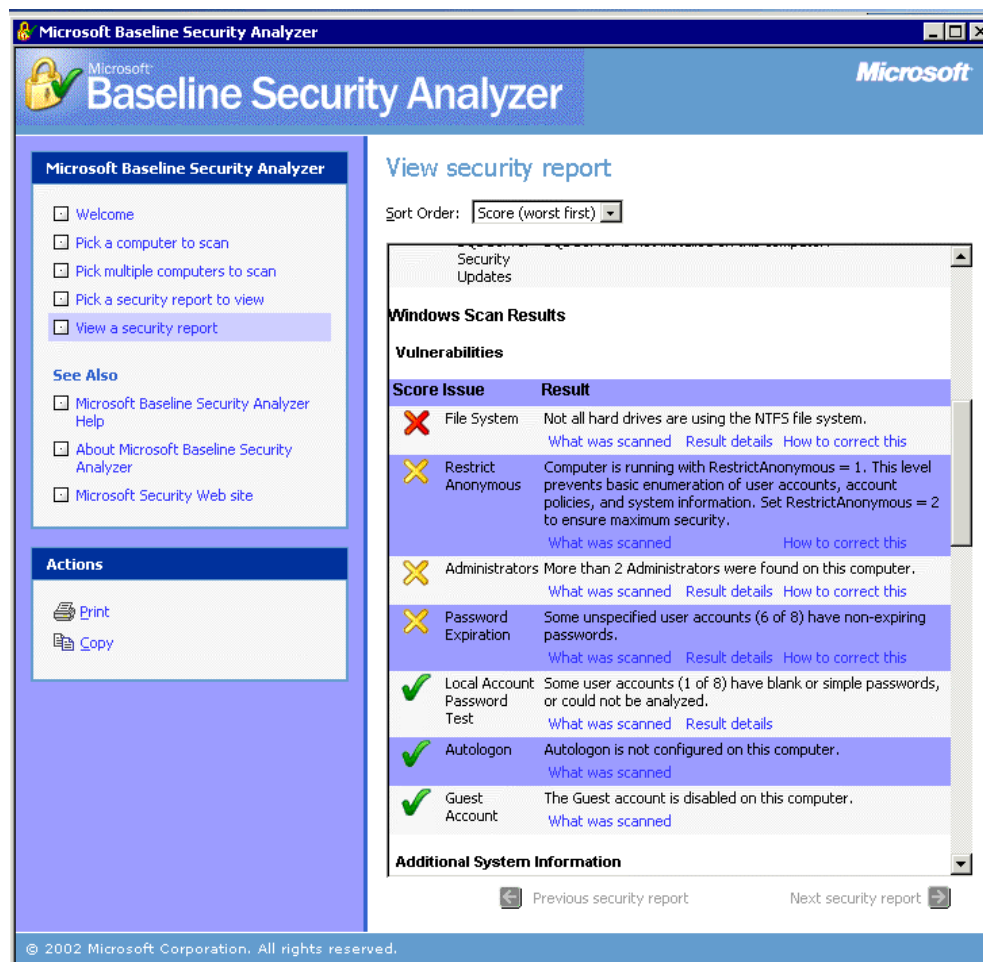 Microsoft Baseline Security Analyzer
Microsoft
Baseline Security Analyzer
Microsoft
Microsoft Baseline Security Analyzer
Welcome
Pick a computer to scan
Pick multiple computers to scan
Pick a security report to view
View a security report
See Also
Microsoft Baseline Security Analyzer
Help
About Microsoft Baseline Security
Analyzer
Microsoft Security Web site
Actions
Print
Copy
View security report
Sort Order: Score (worst first)
SQL Server SQL Server is not installed on this computer.
Security
Updates
Windows Scan Results
Vulnerabilities
Score Issue Result
File System Not all hard drives are using the NTFS file system.
What was scanned Result details How to correct this
Restrict Computer is running with RestrictAnonymous = 1. This level
Anonymous prevents basic enumeration of user accounts, account
policies, and system information. Set RestrictAnonymous = 2
to ensure maximum security.
What was scanned How to correct this
Administrators More than 2 Administrators were found on this computer.
What was scanned Result details How to correct this
Password Some unspecified user accounts (6 of 8) have non-expiring
Expiration passwords.
What was scanned Result details How to correct this
Local Account Some user accounts (1 of 8) have blank or simple passwords,
Password or could not be analyzed.
Test What was scanned Result details
Autologon Autologon is not configured on this computer.
What was scanned
Guest The Guest account is disabled on this computer.
Account What was scanned
Additional System Information
Previous security report Next security report
© 2002 Microsoft Corporation. All rights reserved.